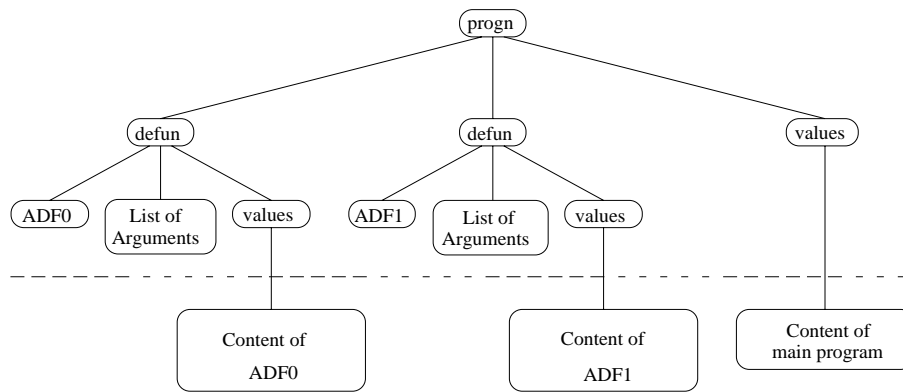 progn
defun
defun
values
ADF0
List of
Arguments
values
ADF1
List of
Arguments
values
Content of
ADF0
Content of
ADF1
Content of
main program